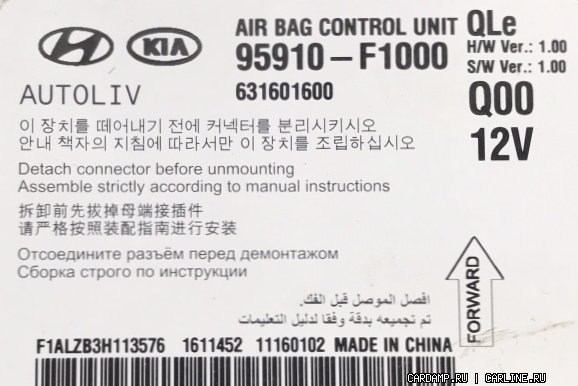 HYUNDAI KIA AIR BAG CONTROL UNIT QLe
95910-F1000 H/W Ver.: 1.00
S/W Ver.: 1.00
AUTOLIV 631601600 Q00
12V
이 장치를 떼어내기 전에 커넥터를 분리시키시오
안내 책자의 지침에 따라서만 이 장치를 조립하십시오
Detach connector before unmounting
Assemble strictly according to manual instructions
拆卸前先拔掉母端接插件
请严格按照装配指南进行安装
Отсоедините разъём перед демонтажом
Сборка строго по инструкции
FORWARD
افصل الموصل قبل الفك.
تم تجميعه بدقة وفقا لدليل التعليمات
F1ALZB3H113576 1611452 11160102 MADE IN CHINA
CARDAMP.RU | CARLINE.RU